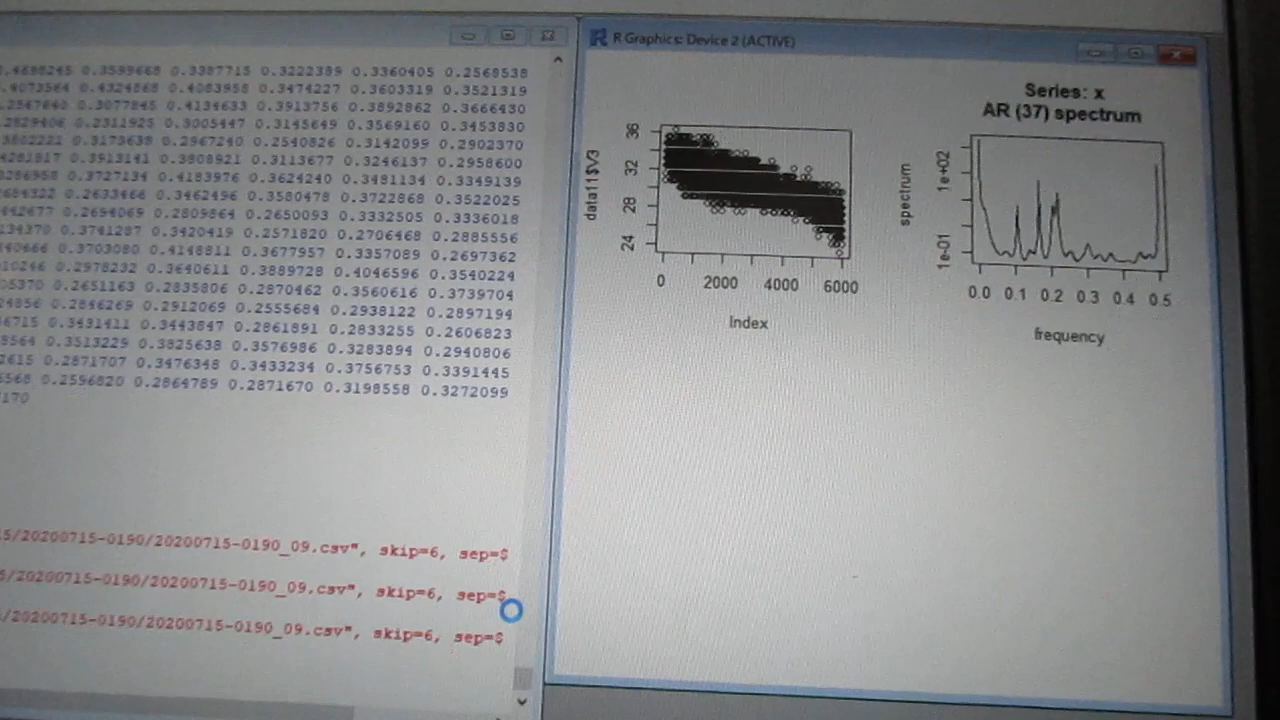 0.3599668 0.3387715 0.3222389 0.3360405 0.2568538
0.4324868 0.4083958 0.3474227 0.3603319 0.3521319
0.3077845 0.4134633 0.3913756 0.3892862 0.3666430
0.2311925 0.3005447 0.3145649 0.3569160 0.3453830
0.3173638 0.2967240 0.2540826 0.3142099 0.2902370
0.3913141 0.3808921 0.3113677 0.3246137 0.2958600
0.3727134 0.4183976 0.3624240 0.3481134 0.3349139
0.2633466 0.3462496 0.3580478 0.3722868 0.3522025
0.2694069 0.2809864 0.2650093 0.3332505 0.3336018
0.3741287 0.3420419 0.2571820 0.2706468 0.2885556
0.3703080 0.4148811 0.3677957 0.3357089 0.2697362
0.2978232 0.3640611 0.3889728 0.4046596 0.3540224
0.2651163 0.2835806 0.2870462 0.3560616 0.3739704
0.2846269 0.2912069 0.2555684 0.2938122 0.2897194
6715 0.3431411 0.3443847 0.2861891 0.2833255 0.2606823
8564 0.3513229 0.3825638 0.3576986 0.3283894 0.2940806
2615 0.2871707 0.3476348 0.3433234 0.3756753 0.3391445
5568 0.2596820 0.2864789 0.2871670 0.3198558 0.3272099
170
5/20200715-0190/20200715-0190_09.csv", skip=6, sep=$
5/20200715-0190/20200715-0190_09.csv", skip=6, sep=$
/20200715-0190/20200715-0190_09.csv", skip=6, sep=$
R Graphics: Device 2 (ACTIVE)
data11$V3
36
32
28
24
0 2000 4000 6000
Index
Series: x
AR (37) spectrum
spectrum
1e+02
1e-01
0.0 0.1 0.2 0.3 0.4 0.5
frequency